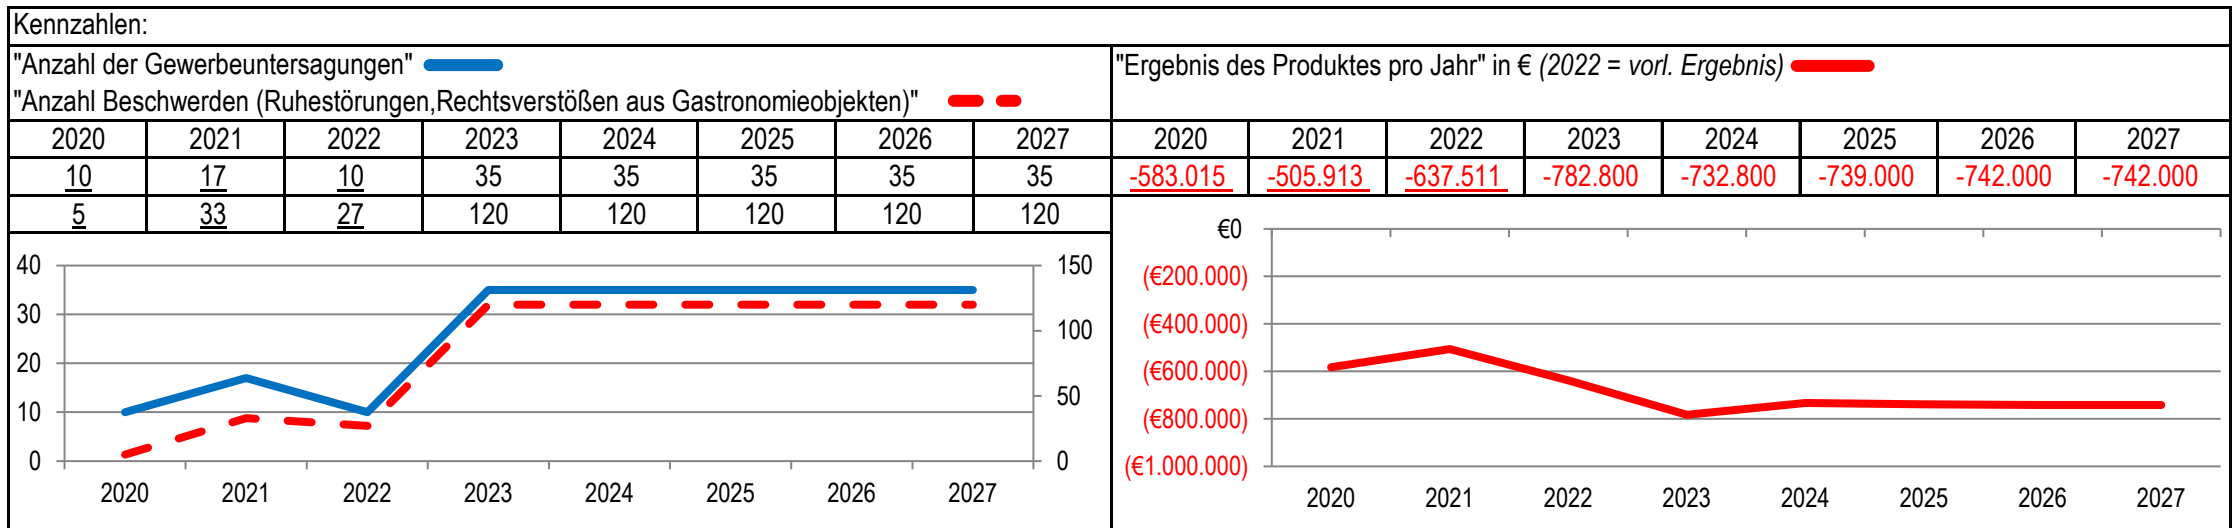 Kennzahlen:
"Anzahl der Gewerbeuntersagungen"
"Anzahl Beschwerden (Ruhestörungen,Rechtsverstößen aus Gastronomieobjekten)"
2020 2021 2022 2023 2024 2025 2026 2027
10 17 10 35 35 35 35 35
5 33 27 120 120 120 120 120
40
30
20
10
0
150
100
50
0
2020 2021 2022 2023 2024 2025 2026 2027
"Ergebnis des Produktes pro Jahr" in € (2022 = vorl. Ergebnis)
2020 2021 2022 2023 2024 2025 2026 2027
-583.015 -505.913 -637.511 -782.800 -732.800 -739.000 -742.000 -742.000
€0
(€200.000)
(€400.000)
(€600.000)
(€800.000)
(€1.000.000)
2020 2021 2022 2023 2024 2025 2026 2027